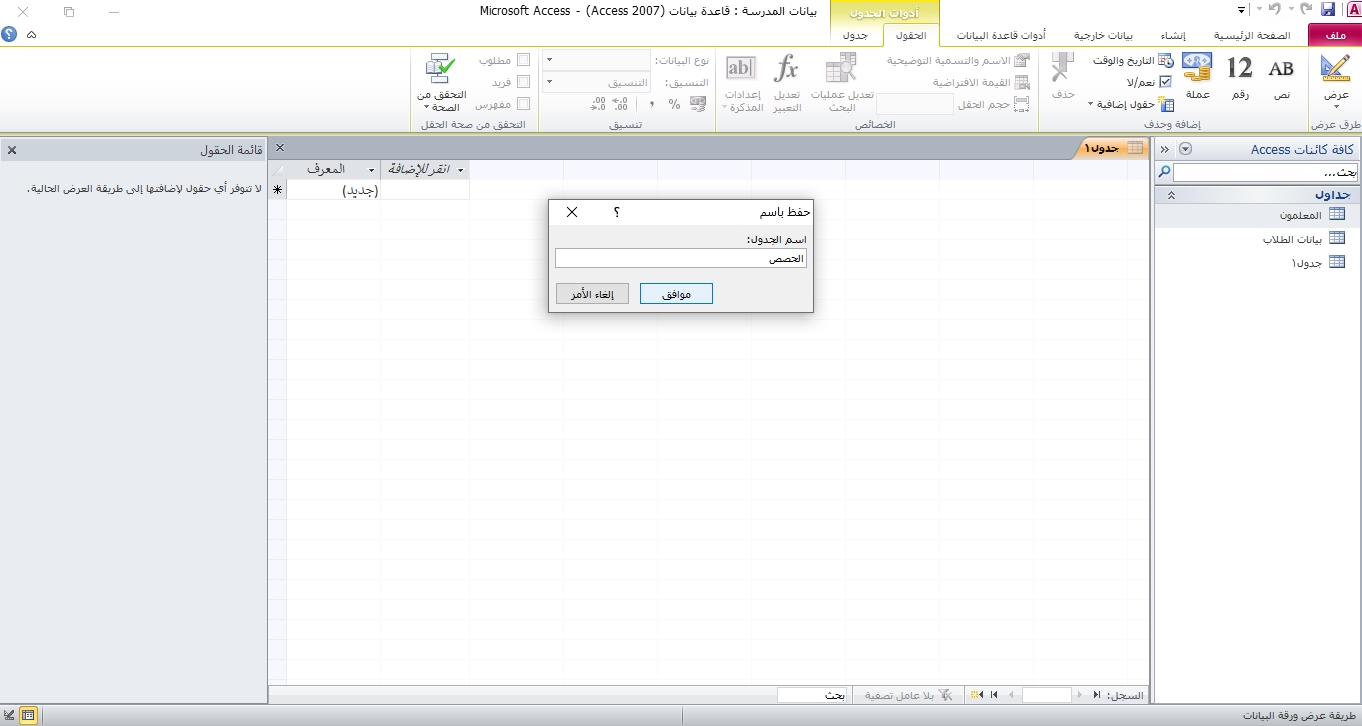 بيانات المدرسة : قاعدة بيانات (Access 2007) - Microsoft Access
أدوات الجدول
ملف
الصفحة الرئيسية
إنشاء
بيانات خارجية
أدوات قاعدة البيانات
الحقول
جدول
عرض
طرق عرض
AB
نص
12
رقم
عملة
التاريخ والوقت
نعم/لا
حقول إضافية
حذف
إضافة وحذف
الاسم والتسمية التوضيحية
القيمة الافتراضية
حجم الحقل
تعديل عمليات البحث
fx
تعديل التعبير
ab
إعدادات المذكرة
الخصائص
نوع البيانات:
التنسيق:
التنسيق
%
تنسيق
مطلوب
فريد
مفهرس
التحقق من الصحة
التحقق من صحة الحقل
كافة كائنات Access
بحث...
جداول
المعلمون
بيانات الطلاب
جدول١
جدول١
انقر للإضافة
المعرف
(جديد)
حفظ باسم
؟
اسم الجدول:
الحصص
موافق
إلغاء الأمر
قائمة الحقول
لا تتوفر أي حقول لإضافتها إلى طريقة العرض الحالية.
السجل:
بلا عامل تصفية
بحث
طريقة عرض ورقة البيانات